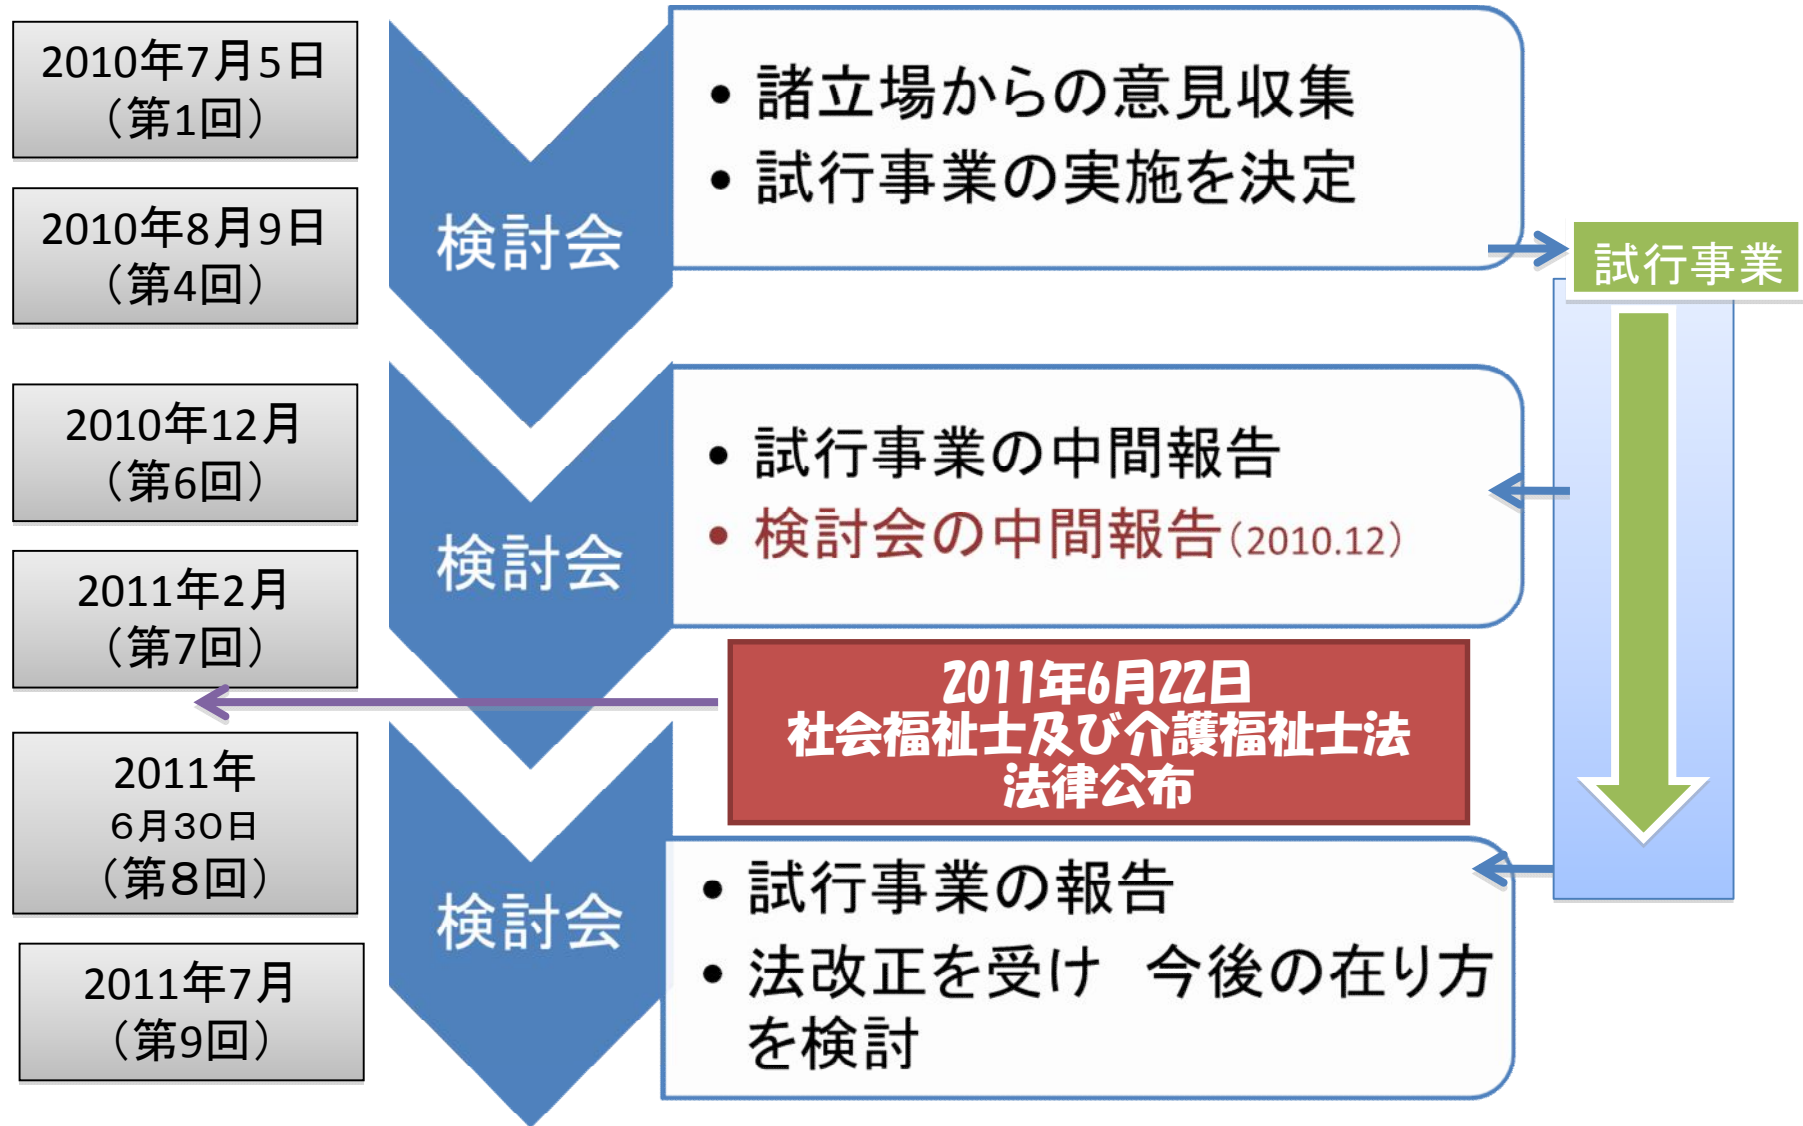 2010年7月5日
（第1回）
2010年8月9日
（第4回）
検討会
• 諸立場からの意見収集
• 試行事業の実施を決定
試行事業
2010年12月
（第6回）
2011年2月
（第7回）
検討会
• 試行事業の中間報告
• 検討会の中間報告（2010.12）
2011年6月22日
社会福祉士及び介護福祉士法
法律公布
2011年
６月３０日
（第８回）
2011年7月
（第9回）
検討会
• 試行事業の報告
• 法改正を受け　今後の在り方
を検討